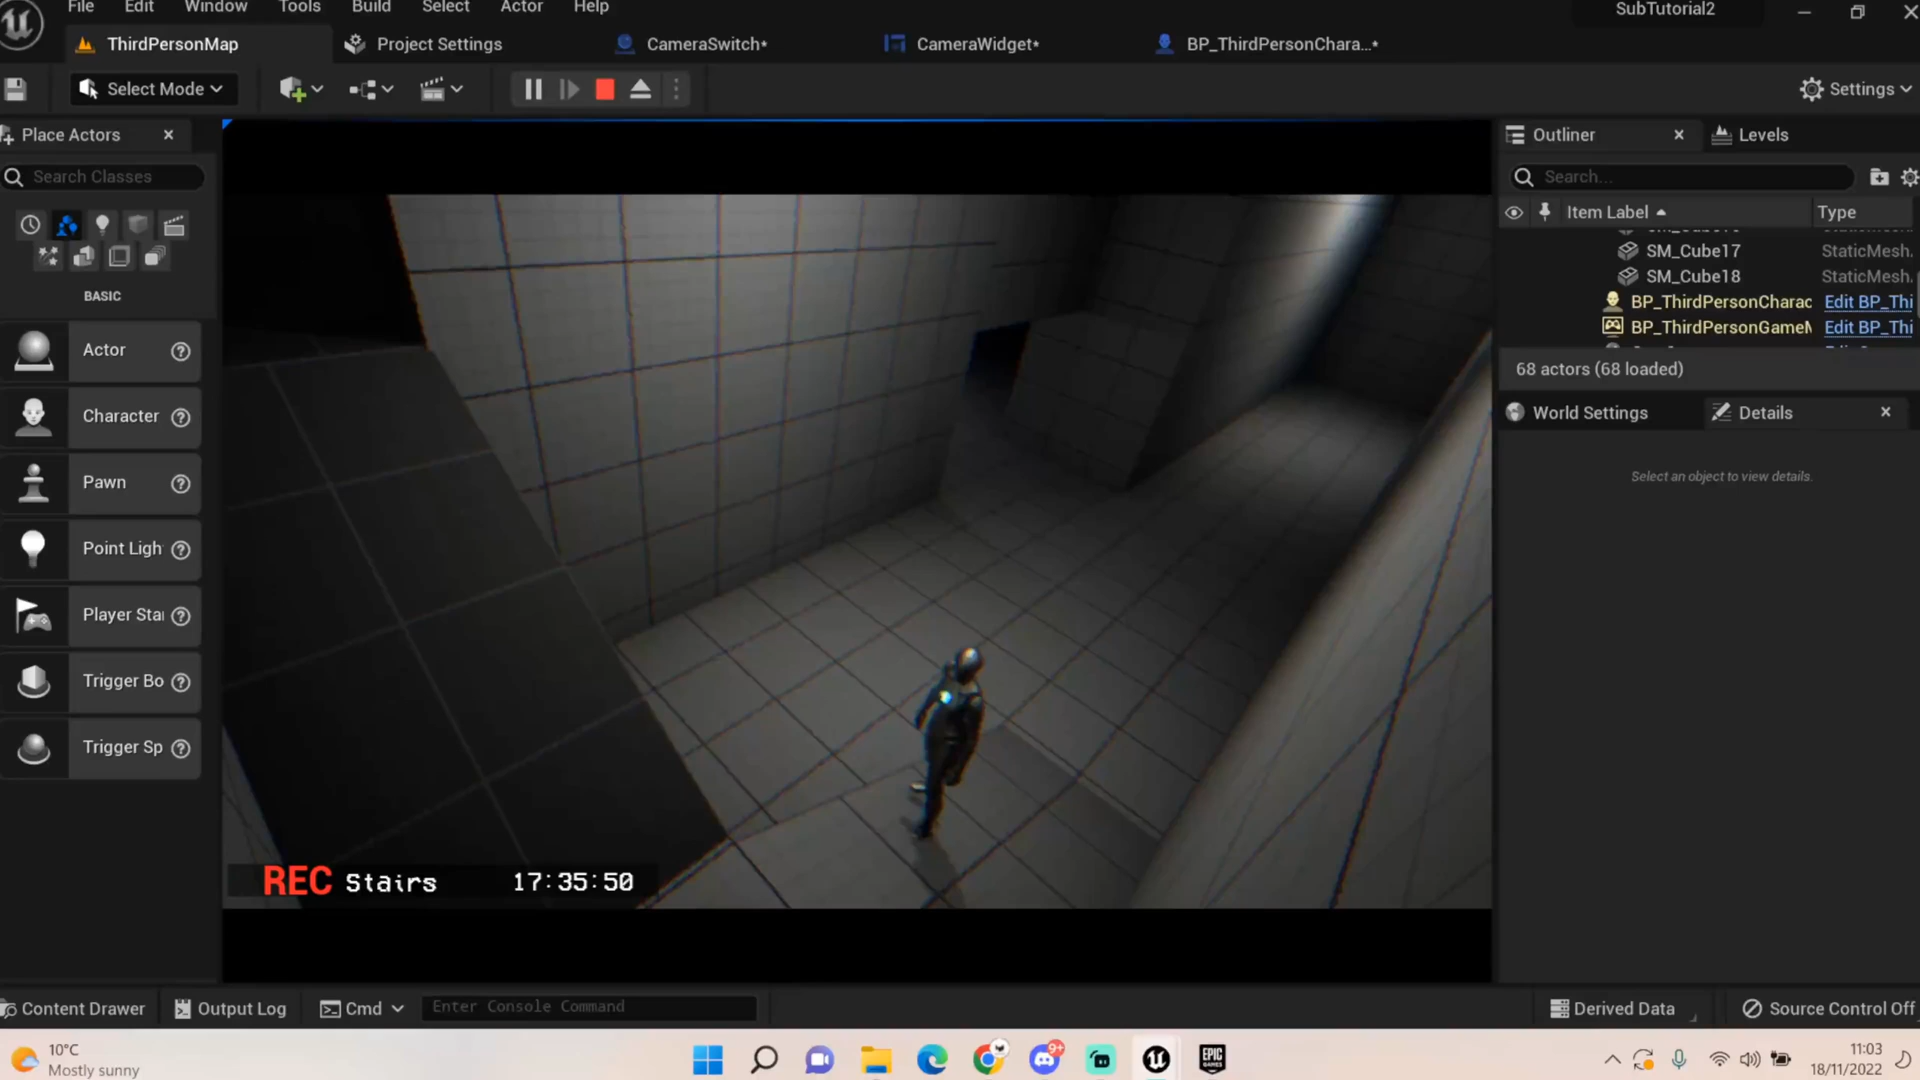 File Edit Window Tools Build Select Actor Help
SubTutorial2
ThirdPersonMap
Project Settings
CameraSwitch*
CameraWidget*
BP_ThirdPersonChara...*
Select Mode
Settings
Place Actors
Search Classes
BASIC
Actor
Character
Pawn
Point Ligh
Player Sta
Trigger Bo
Trigger Sp
REC Stairs 17:35:50
Outliner
Levels
Search...
Item Label
Type
SM_Cube17 StaticMesh.
SM_Cube18 StaticMesh.
BP_ThirdPersonCharac Edit BP_Thi
BP_ThirdPersonGameM Edit BP_Thi
68 actors (68 loaded)
World Settings
Details
Select an object to view details.
Content Drawer
Output Log
Cmd
Enter Console Command
Derived Data
Source Control Off
10°C
Mostly sunny
9+
EPIC
GAMES
11:03
18/11/2022